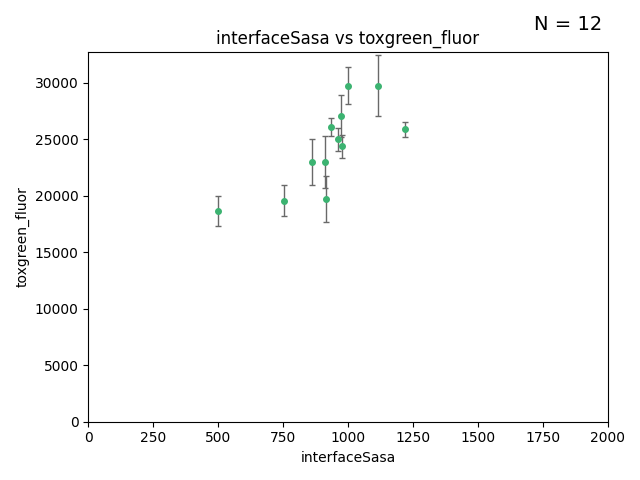 N = 12
interfaceSasa vs toxgreen_fluor
30000
25000
20000
15000
10000
5000
0
toxgreen_fluor
0 250 500 750 1000 1250 1500 1750 2000
interfaceSasa